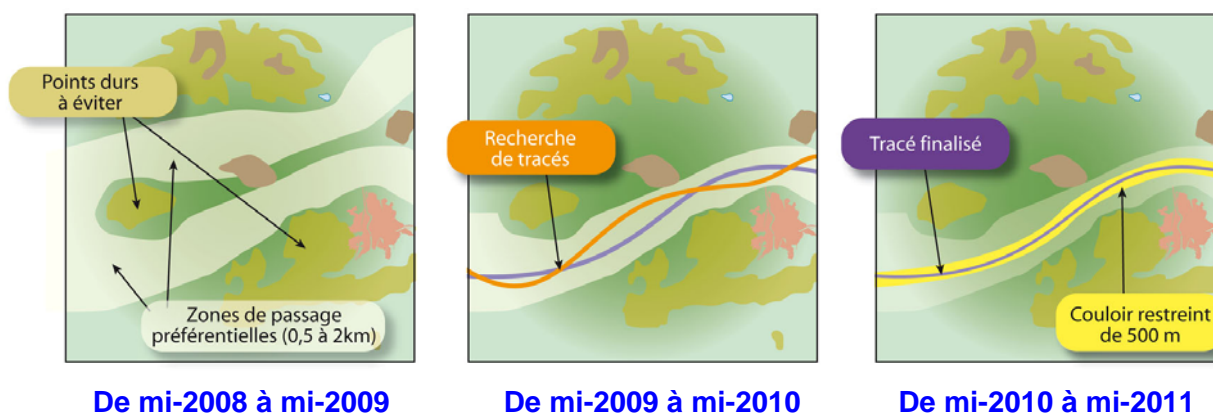 Points durs
à éviter
Zones de passage
préférentielles (0,5 à 2km)
De mi-2008 à mi-2009
Recherche
de tracés
De mi-2009 à mi-2010
Tracé finalisé
Couloir restreint
de 500 m
De mi-2010 à mi-2011